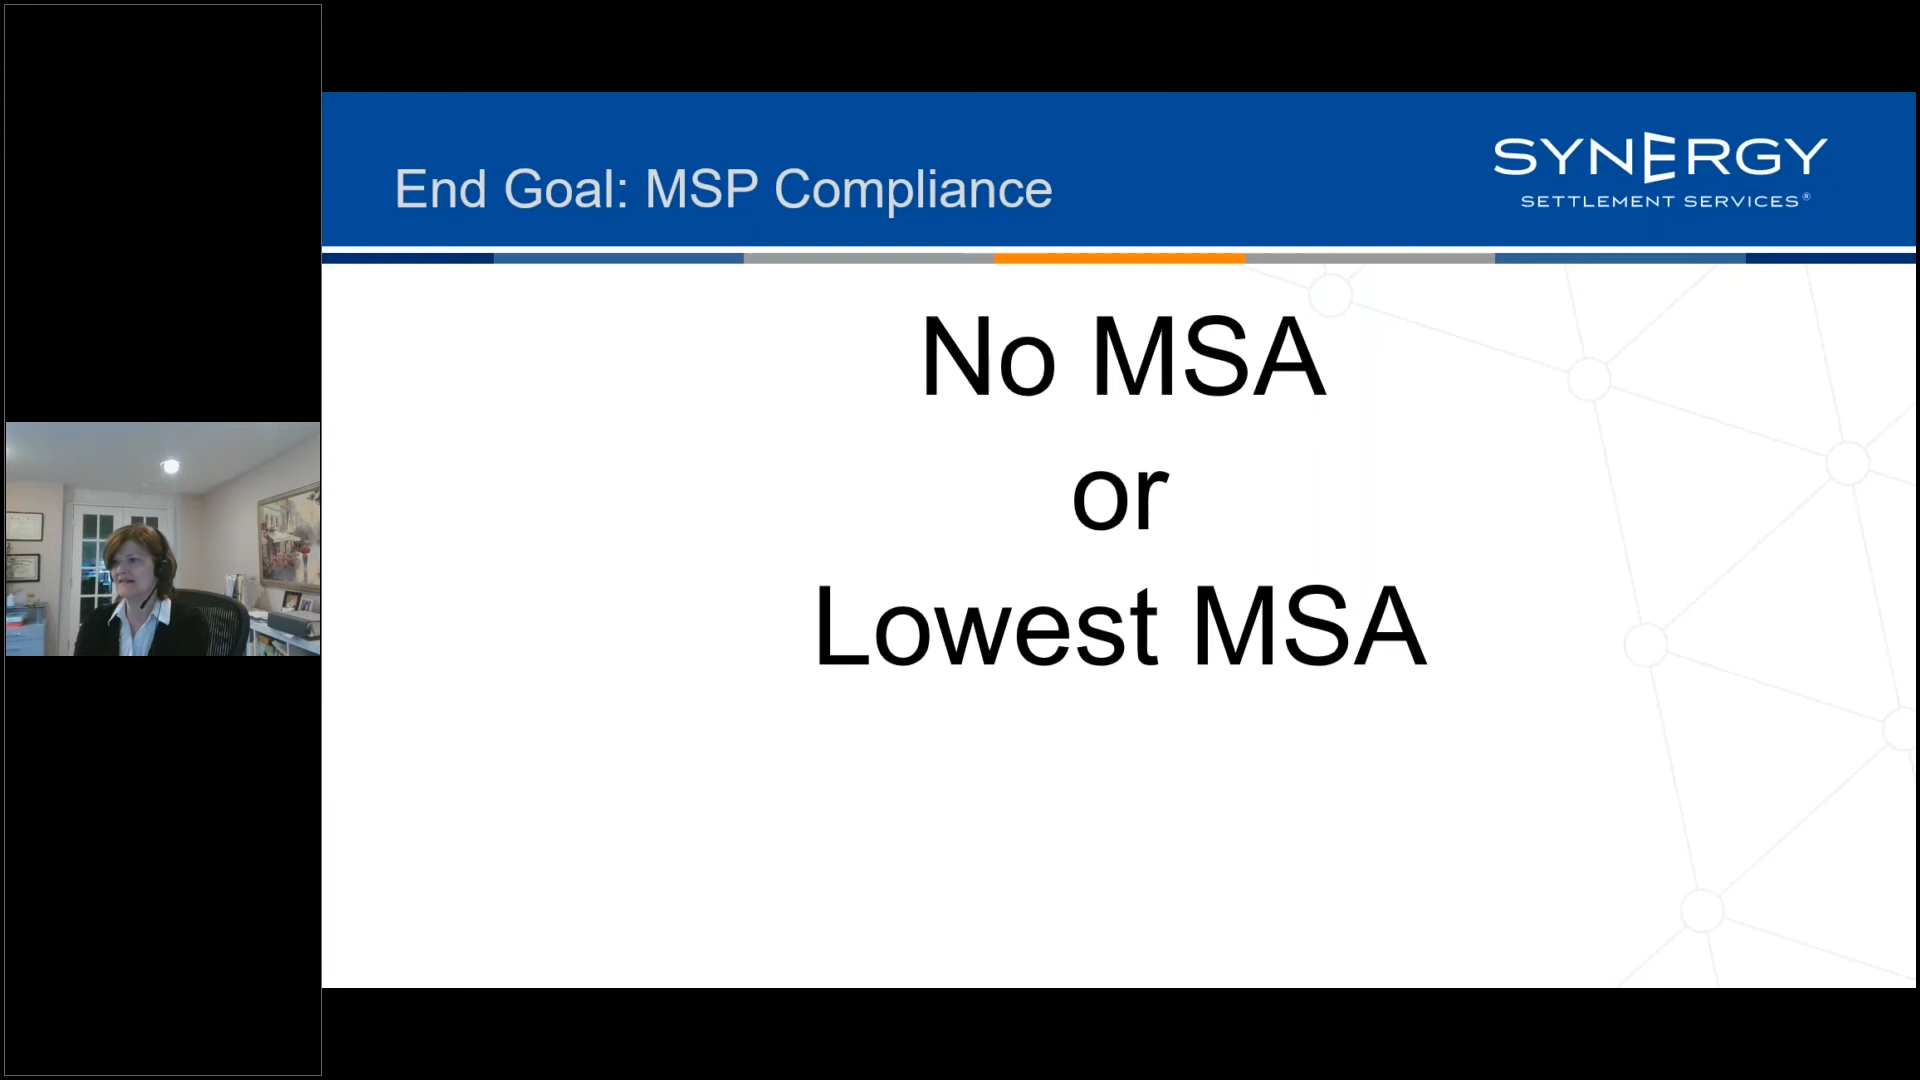 End Goal: MSP Compliance
SYNERGY
SETTLEMENT SERVICES®
No MSA
or
Lowest MSA